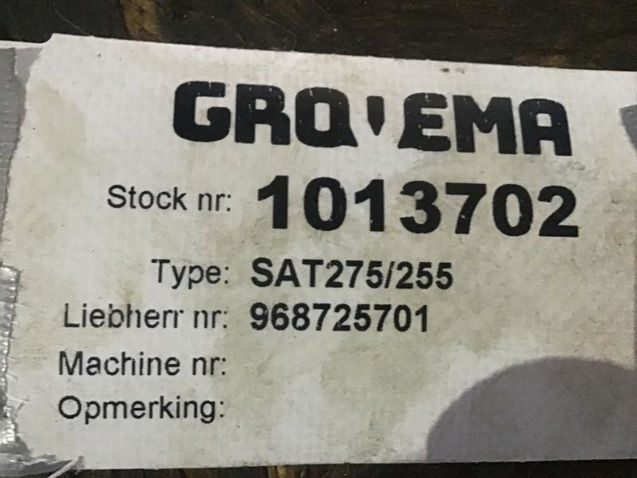 GRO'EMA
Stock nr: 1013702
Type: SAT275/255
Liebherr nr: 968725701
Machine nr:
Opmerking: